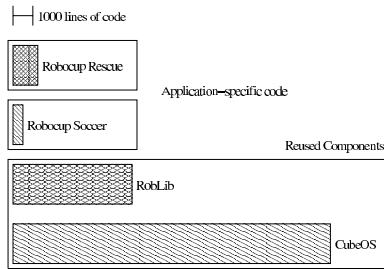 1000 lines of code
Robocup Rescue
Application-specific code
Robocup Soccer
Reused Components
RobLib
CubeOS